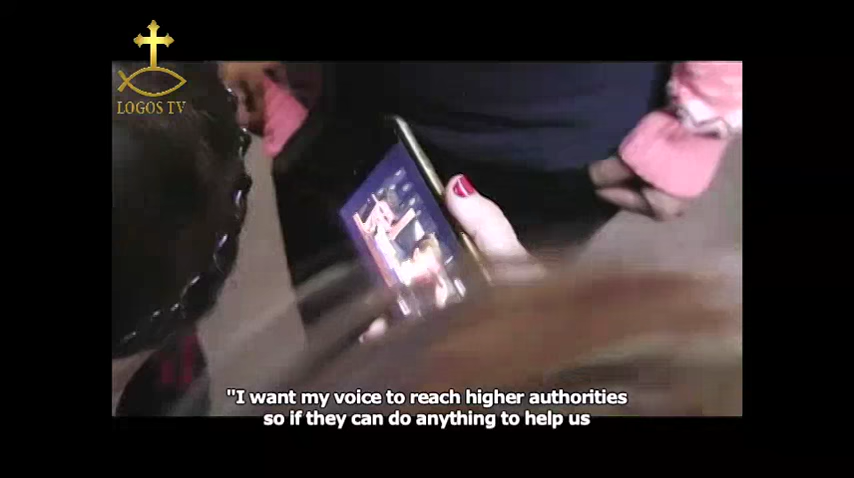 LOGOS TV
"I want my voice to reach higher authorities
so if they can do anything to help us